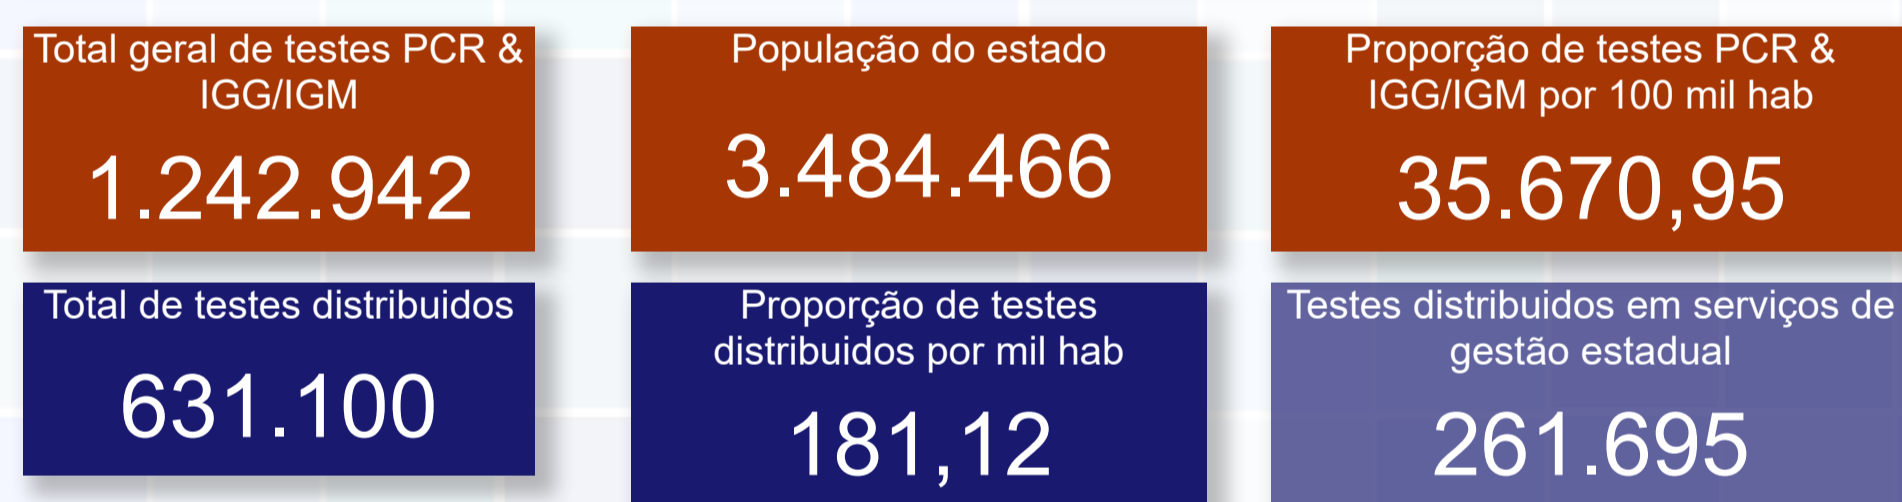 Total geral de testes PCR &
IGG/IGM
1.242.942
População do estado
3.484.466
Proporção de testes PCR &
IGG/IGM por 100 mil hab
35.670,95
Total de testes distribuidos
631.100
Proporção de testes
distribuidos por mil hab
181,12
Testes distribuidos em serviços de
gestão estadual
261.695